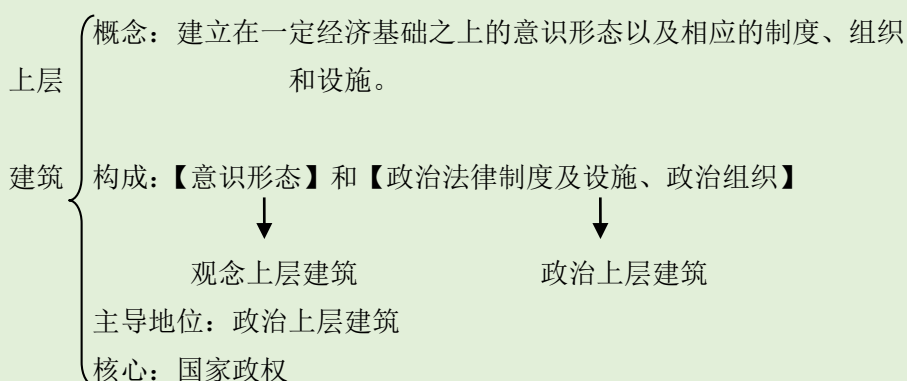 概念：建立在一定经济基础之上的意识形态以及相应的制度、组织
上层
和设施。
建筑
构成：【意识形态】和【政治法律制度及设施、政治组织】
观念上层建筑 政治上层建筑
主导地位：政治上层建筑
核心：国家政权